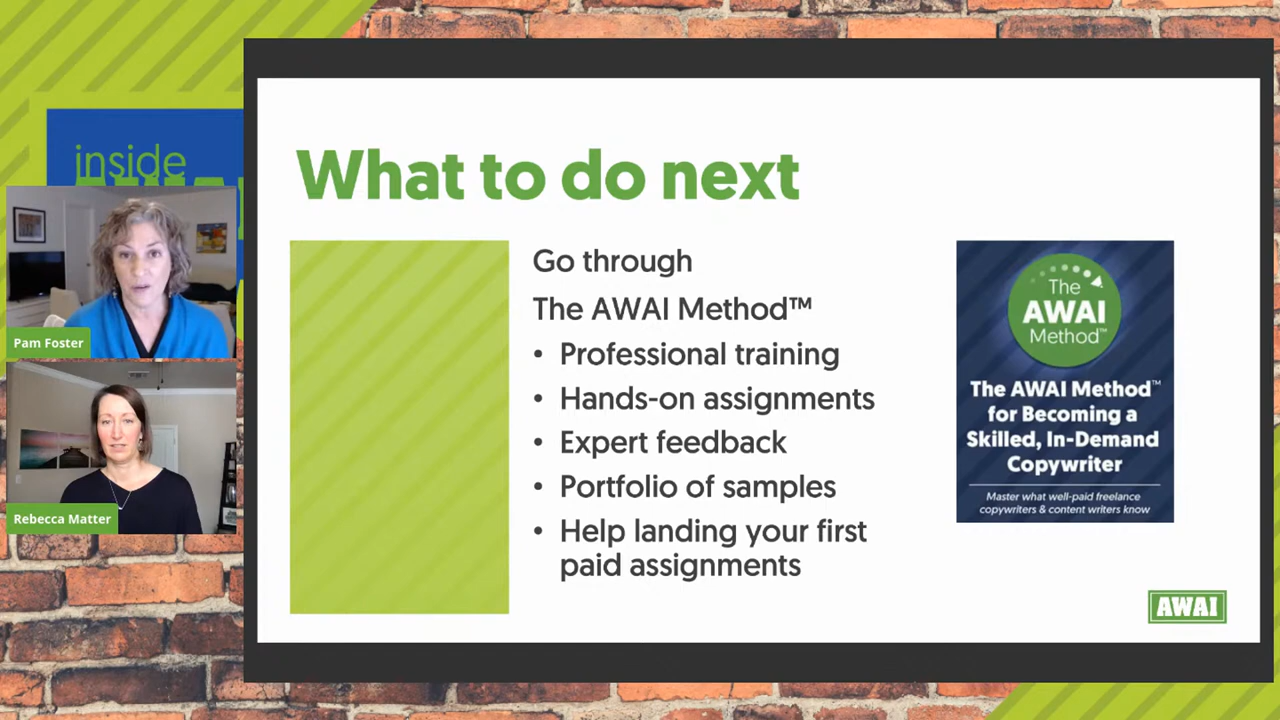 inside
Pam Foster
Rebecca Matter
What to do next
Go through
The AWAI Method™
• Professional training
• Hands-on assignments
• Expert feedback
• Portfolio of samples
• Help landing your first
paid assignments
The
AWAI
Method™
The AWAI Method™
for Becoming a
Skilled, In-Demand
Copywriter
Master what well-paid freelance
copywriters & content writers know
AWAI